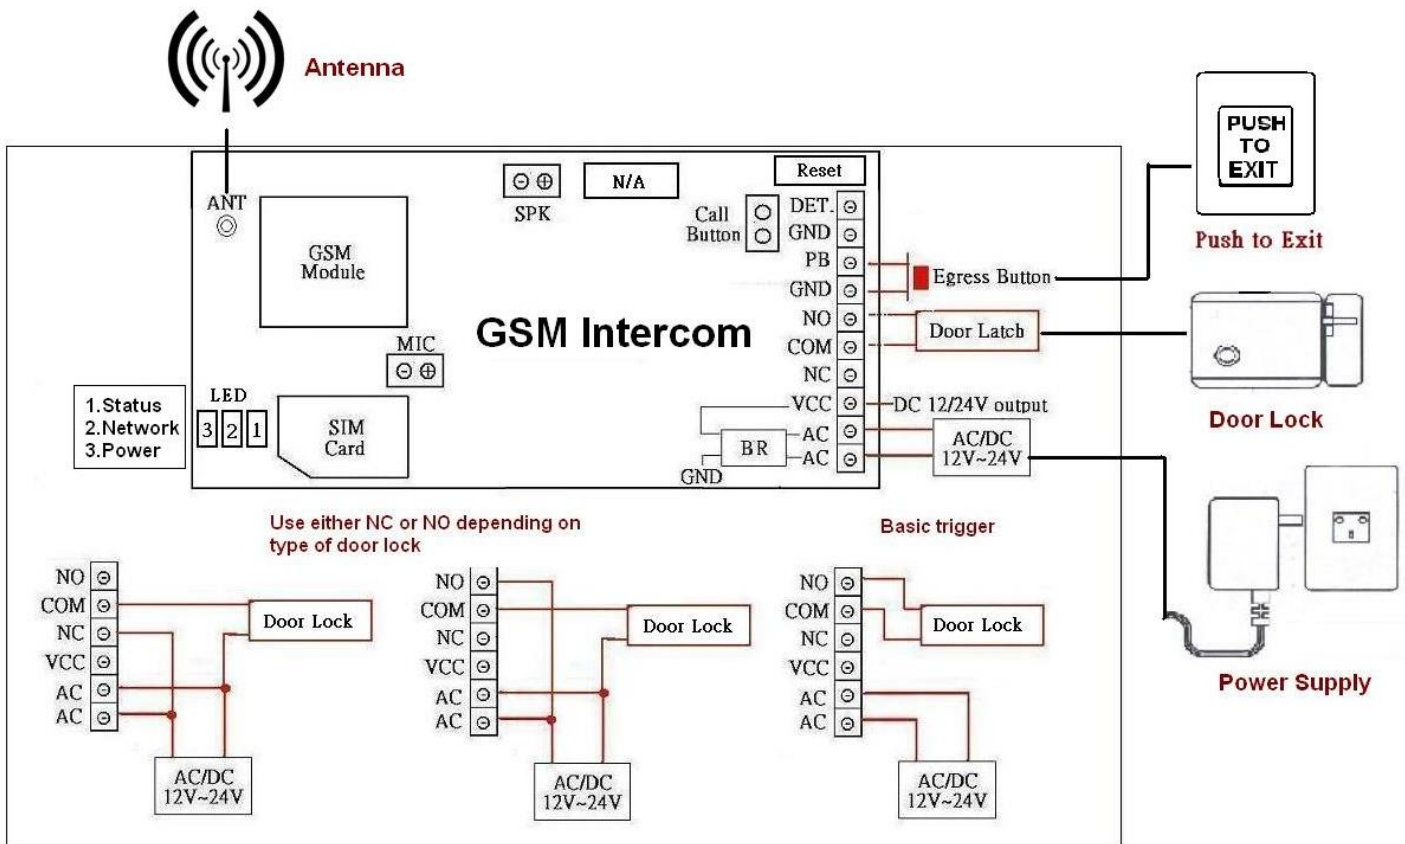 Antenna
PUSH
TO
EXIT
Push to Exit
ANT
GSM
Module
SPK
N/A
Reset
Call
Button
DET.
GND
PB
GND
NO
COM
NC
VCC
AC
AC
Egress Button
Door Latch
DC 12/24V output
AC/DC
12V~24V
GSM Intercom
MIC
LED
3 2 1
1.Status
2.Network
3.Power
SIM
Card
BR
GND
Door Lock
Power Supply
Use either NC or NO depending on
type of door lock
Basic trigger
NO
COM
NC
VCC
AC
AC
Door Lock
AC/DC
12V~24V
NO
COM
NC
VCC
AC
AC
Door Lock
AC/DC
12V~24V
NO
COM
NC
VCC
AC
AC
Door Lock
AC/DC
12V~24V